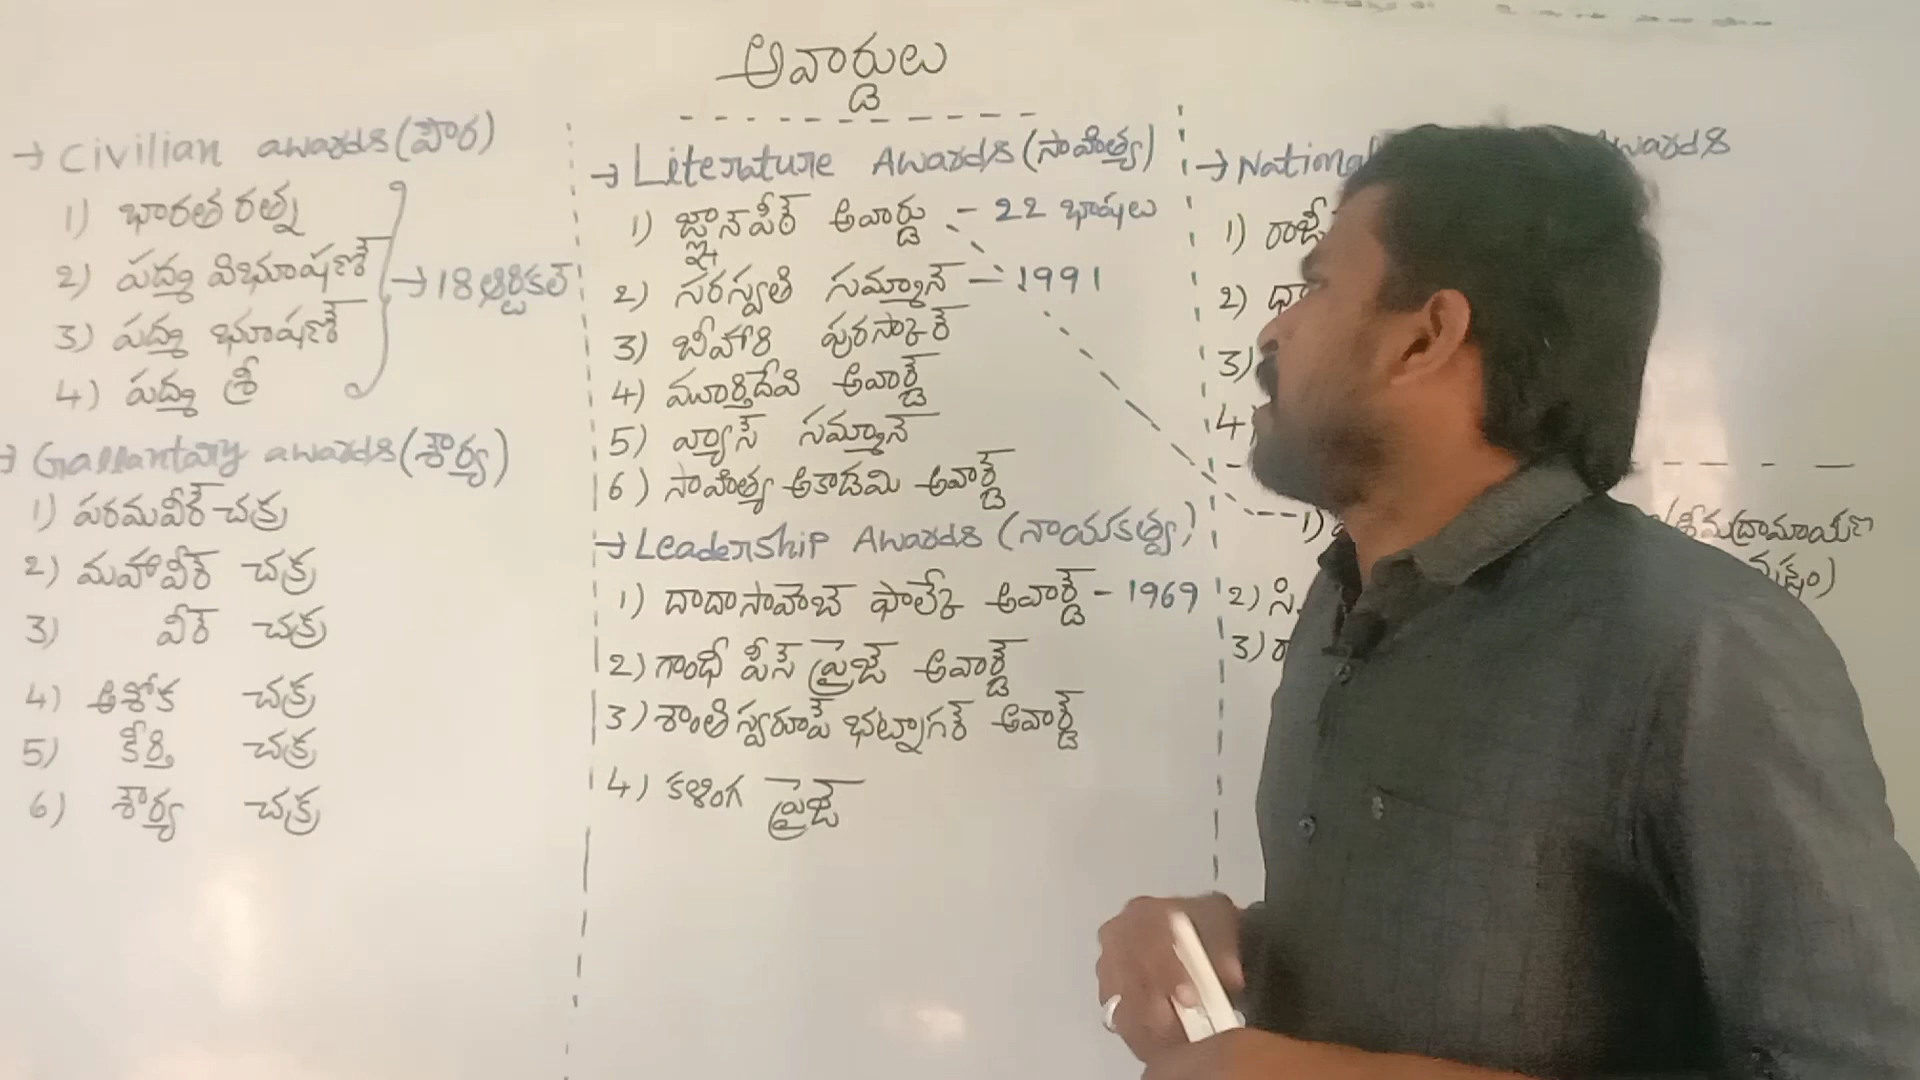 అవార్డులు
→ Civilian awards (పౌర)
1) భారత రత్న
2) పద్మ విభూషణ్
3) పద్మ భూషణ్
4) పద్మ శ్రీ
→ 18 ఆర్టికల్
→ Gallantary awards (శౌర్య)
1) పరమవీర్ చక్ర
2) మహావీర్ చక్ర
3) వీర్ చక్ర
4) అశోక చక్ర
5) కీర్తి చక్ర
6) శౌర్య చక్ర
→ Literature Awards (సాహిత్య)
1) జ్ఞానపీఠ్ అవార్డు - 22 భాషలు
2) సరస్వతి సమ్మాన్ - 1991
3) బీహారి పురస్కార్
4) మూర్తిదేవి అవార్డ్
5) వ్యాస్ సమ్మాన్
6) సాహిత్య అకాడమి అవార్డ్
→ Leadership Awards (నాయకత్వ)
1) దాదాసాహెబ్ ఫాల్కే అవార్డ్ - 1969
2) గాంధీ పీస్ ప్రైజ్ అవార్డ్
3) శాంతి స్వరూప్ భట్నాగర్ అవార్డ్
4) కళింగ ప్రైజ్
→ National awards
1)
2)
3)
4)
1) శ్రీమద్రామాయణ
2) సి
3) రా